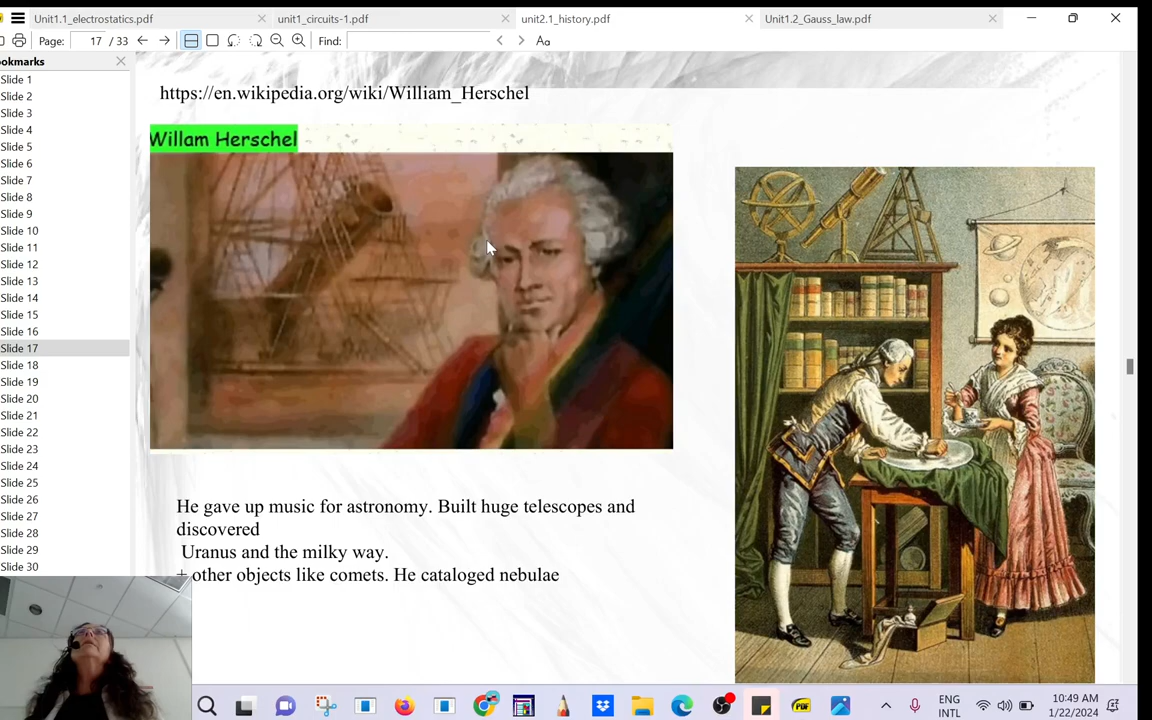 Unit1.1_electrostatics.pdf
unit1_circuits-1.pdf
unit2.1_history.pdf
Unit1.2_Gauss_law.pdf
Page:
17 / 33
Find:
Aa
okmarks
Slide 1
Slide 2
Slide 3
Slide 4
Slide 5
Slide 6
Slide 7
Slide 8
Slide 9
Slide 10
Slide 11
Slide 12
Slide 13
Slide 14
Slide 15
Slide 16
Slide 17
Slide 18
Slide 19
Slide 20
Slide 21
Slide 22
Slide 23
Slide 24
Slide 25
Slide 26
Slide 27
Slide 28
Slide 29
Slide 30
https://en.wikipedia.org/wiki/William_Herschel
Willam Herschel
He gave up music for astronomy. Built huge telescopes and
discovered
Uranus and the milky way.
+ other objects like comets. He cataloged nebulae
PDF
ENG
INTL
10:49 AM
1/22/2024